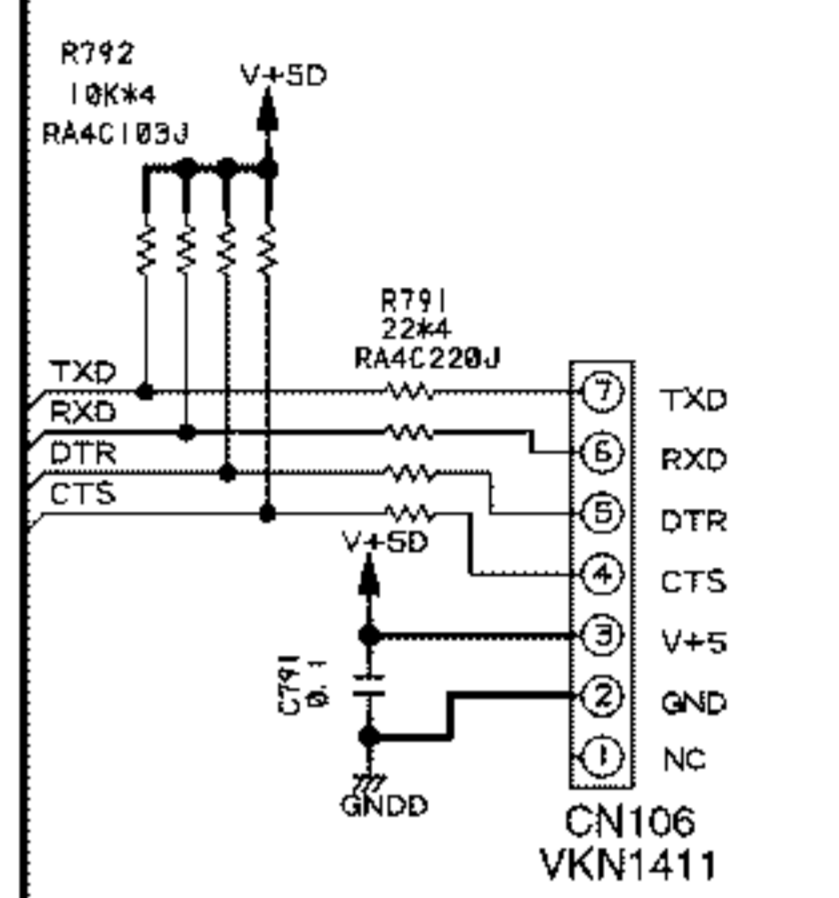 R792
10K*4
RA4C103J
V+5D
R791
22*4
RA4C220J
TXD
RXD
DTR
CTS
V+5D
C791
0.1
GNDD
7 TXD
6 RXD
5 DTR
4 CTS
3 V+5
2 GND
1 NC
CN106
VKN1411